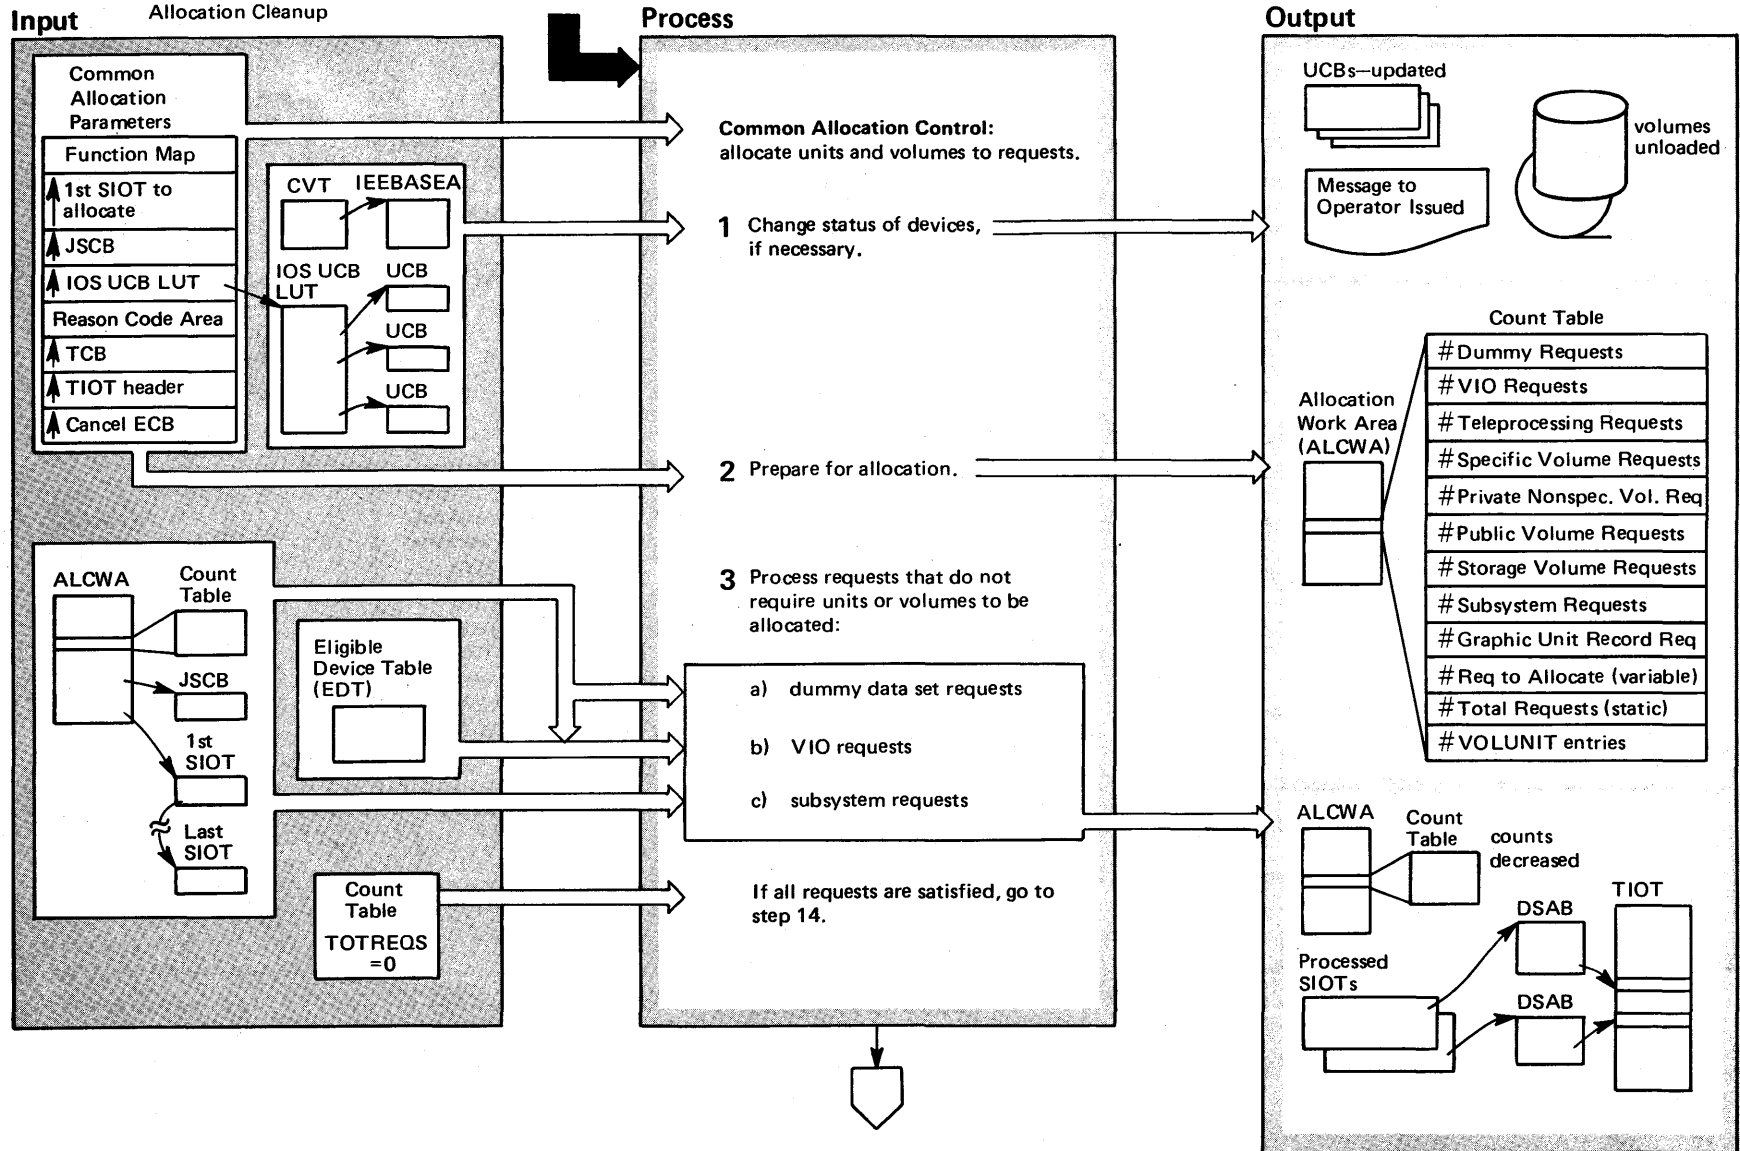 Allocation Cleanup
Input
Process
Output
Common
Allocation
Parameters
Function Map
1st SIOT to
allocate
JSCB
IOS UCB LUT
Reason Code Area
TCB
TIOT header
Cancel ECB
CVT
IEEBASEA
IOS UCB
LUT
UCB
UCB
UCB
ALCWA
Count
Table
JSCB
1st
SIOT
Last
SIOT
Eligible
Device Table
(EDT)
Count
Table
TOTREQS
=0
Common Allocation Control:
allocate units and volumes to requests.
1 Change status of devices,
if necessary.
2 Prepare for allocation.
3 Process requests that do not
require units or volumes to be
allocated:
a) dummy data set requests
b) VIO requests
c) subsystem requests
If all requests are satisfied, go to
step 14.
UCBs—updated
volumes
unloaded
Message to
Operator Issued
Count Table
Allocation
Work Area
(ALCWA)
#Dummy Requests
#VIO Requests
#Teleprocessing Requests
#Specific Volume Requests
#Private Nonspec. Vol. Req
#Public Volume Requests
#Storage Volume Requests
#Subsystem Requests
#Graphic Unit Record Req
#Req to Allocate (variable)
#Total Requests (static)
#VOLUNIT entries
ALCWA
Count
Table
counts
decreased
TIOT
DSAB
Processed
SIOTs
DSAB